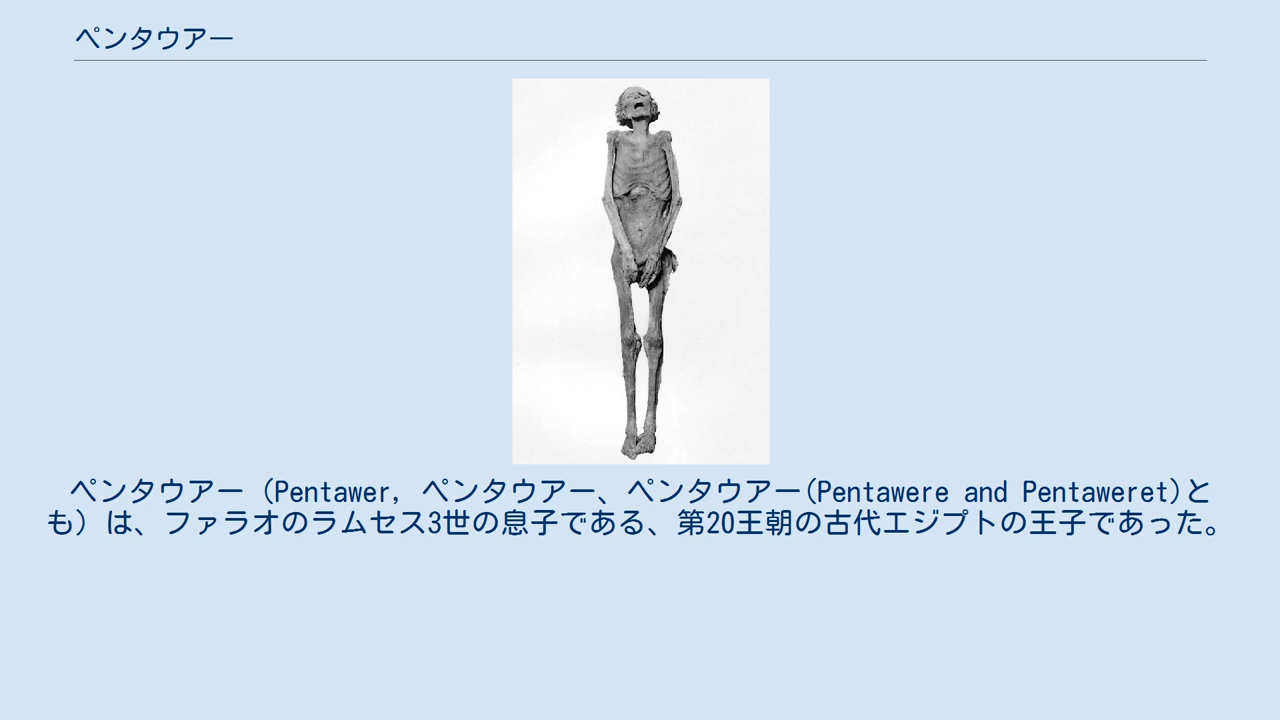 ペンタウアー
ペンタウアー（Pentawer, ペンタウアー、ペンタウアー(Pentawere and Pentaweret)と
も）は、ファラオのラムセス3世の息子である、第20王朝の古代エジプトの王子であった。